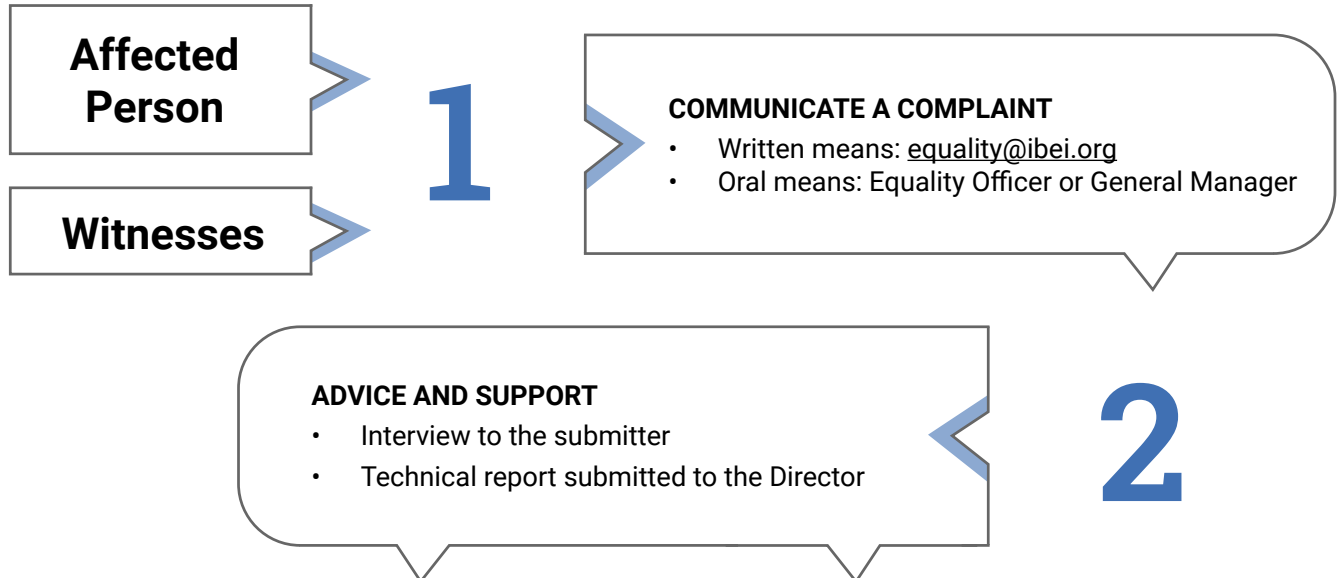 Affected
Person
Witnesses
1
COMMUNICATE A COMPLAINT
• Written means: equality@ibei.org
• Oral means: Equality Officer or General Manager
ADVICE AND SUPPORT
• Interview to the submitter
• Technical report submitted to the Director
2